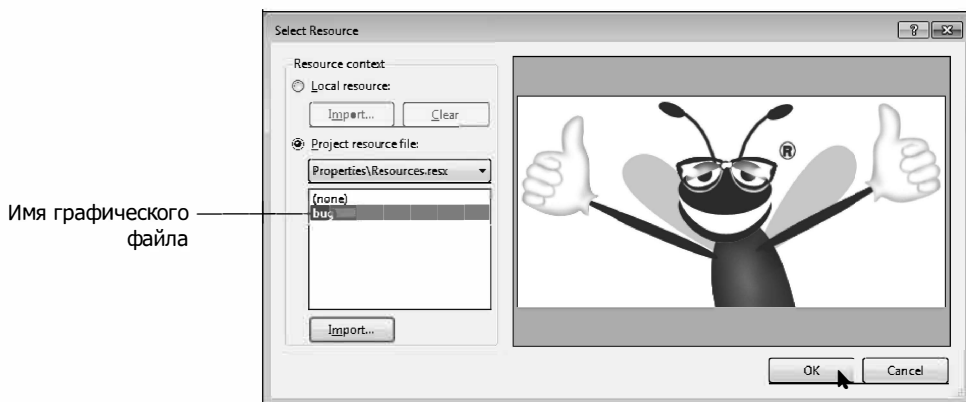 Select Resource
Resource context
Local resource:
Import...
Clear
Project resource file:
Properties\Resources.resx
(none)
bug
Import...
Имя графического
файла
®
OK
Cancel